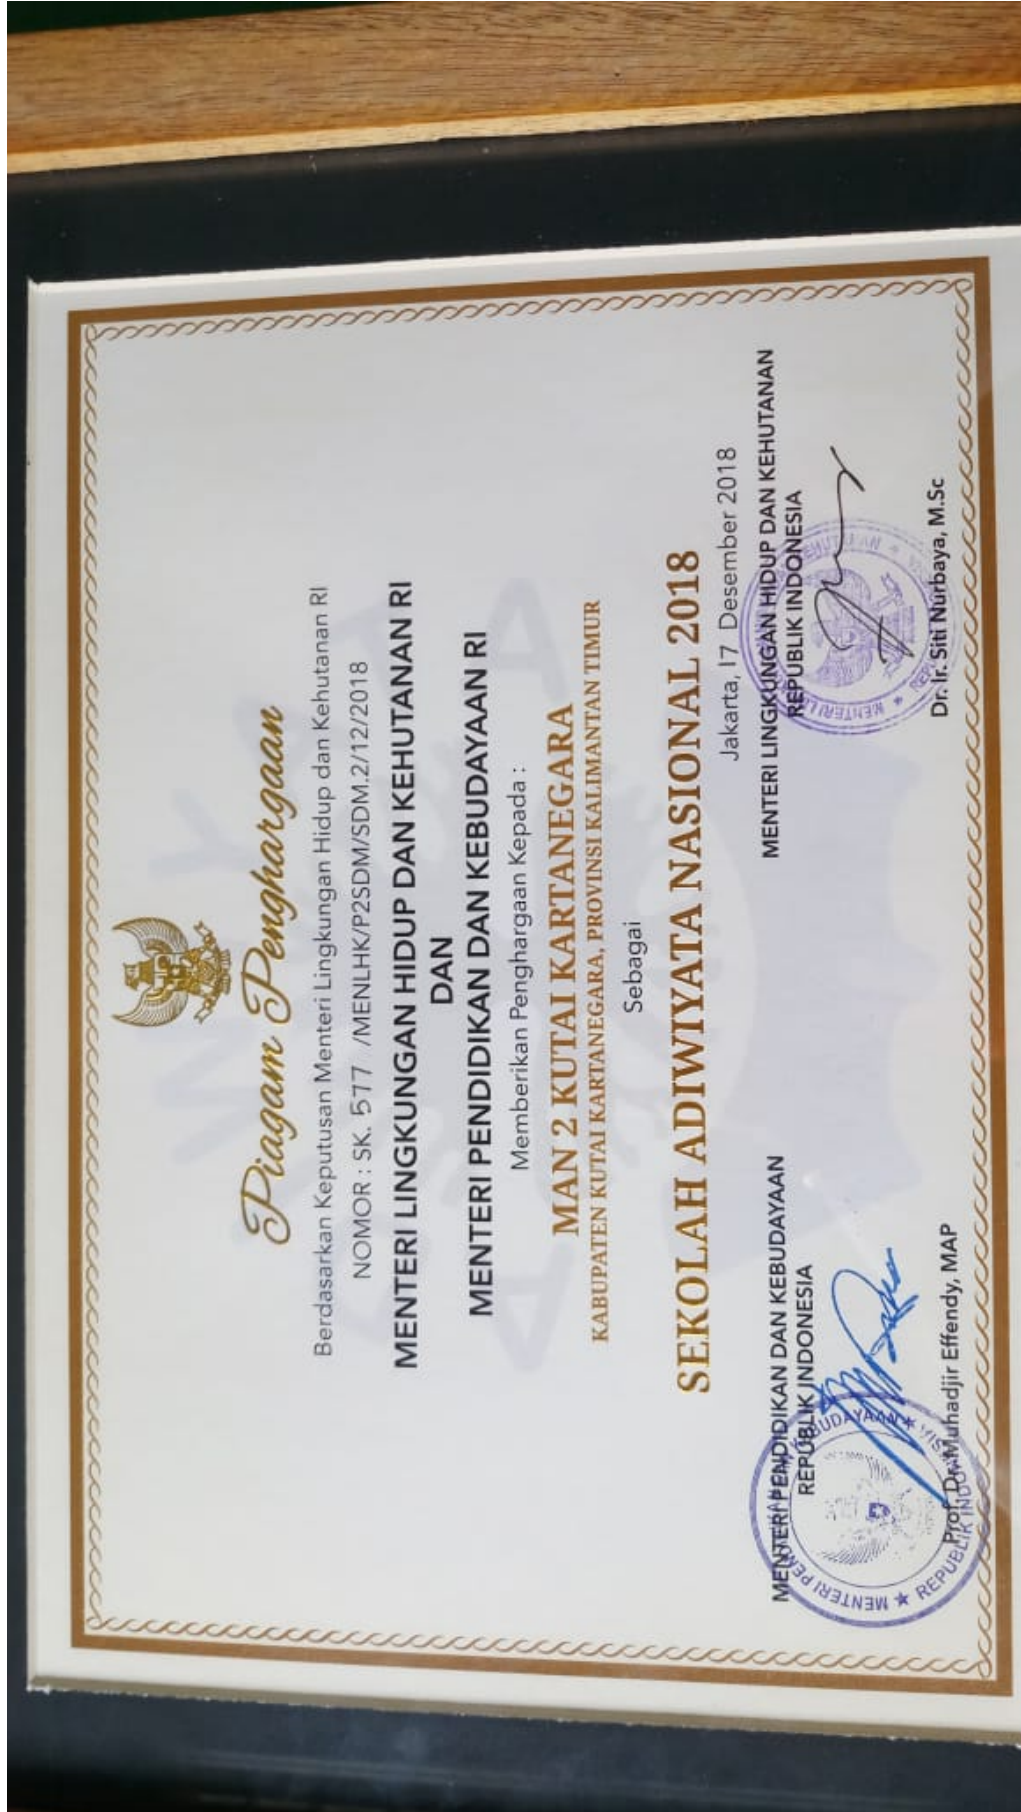 Piagam Penghargaan
Berdasarkan Keputusan Menteri Lingkungan Hidup dan Kehutanan RI
NOMOR : SK. 577 /MENLHK/P2SDM/SDM.2/12/2018
MENTERI LINGKUNGAN HIDUP DAN KEHUTANAN RI
DAN
MENTERI PENDIDIKAN DAN KEBUDAYAAN RI
Memberikan Penghargaan Kepada :
MAN 2 KUTAI KARTANEGARA
KABUPATEN KUTAI KARTANEGARA, PROVINSI KALIMANTAN TIMUR
Sebagai
SEKOLAH ADIWIYATA NASIONAL 2018
Jakarta, 17 Desember 2018
MENTERI PENDIDIKAN DAN KEBUDAYAAN
REPUBLIK INDONESIA
Prof. Dr. Muhadjir Effendy, MAP
MENTERI LINGKUNGAN HIDUP DAN KEHUTANAN
REPUBLIK INDONESIA
Dr. Ir. Siti Nurbaya, M.Sc